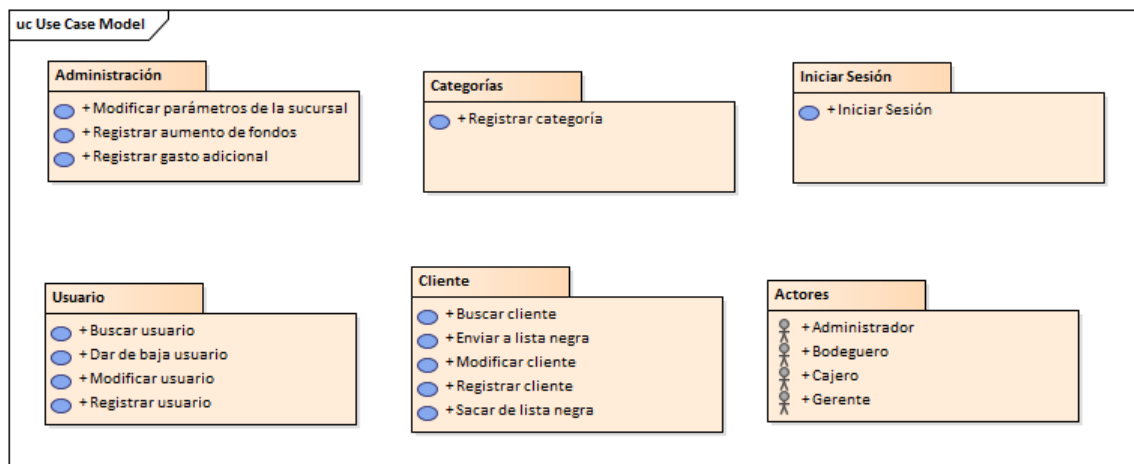 uc Use Case Model
Administración
+ Modificar parámetros de la sucursal
+ Registrar aumento de fondos
+ Registrar gasto adicional
Categorías
+ Registrar categoría
Iniciar Sesión
+ Iniciar Sesión
Usuario
+ Buscar usuario
+ Dar de baja usuario
+ Modificar usuario
+ Registrar usuario
Cliente
+ Buscar cliente
+ Enviar a lista negra
+ Modificar cliente
+ Registrar cliente
+ Sacar de lista negra
Actores
+ Administrador
+ Bodeguero
+ Cajero
+ Gerente